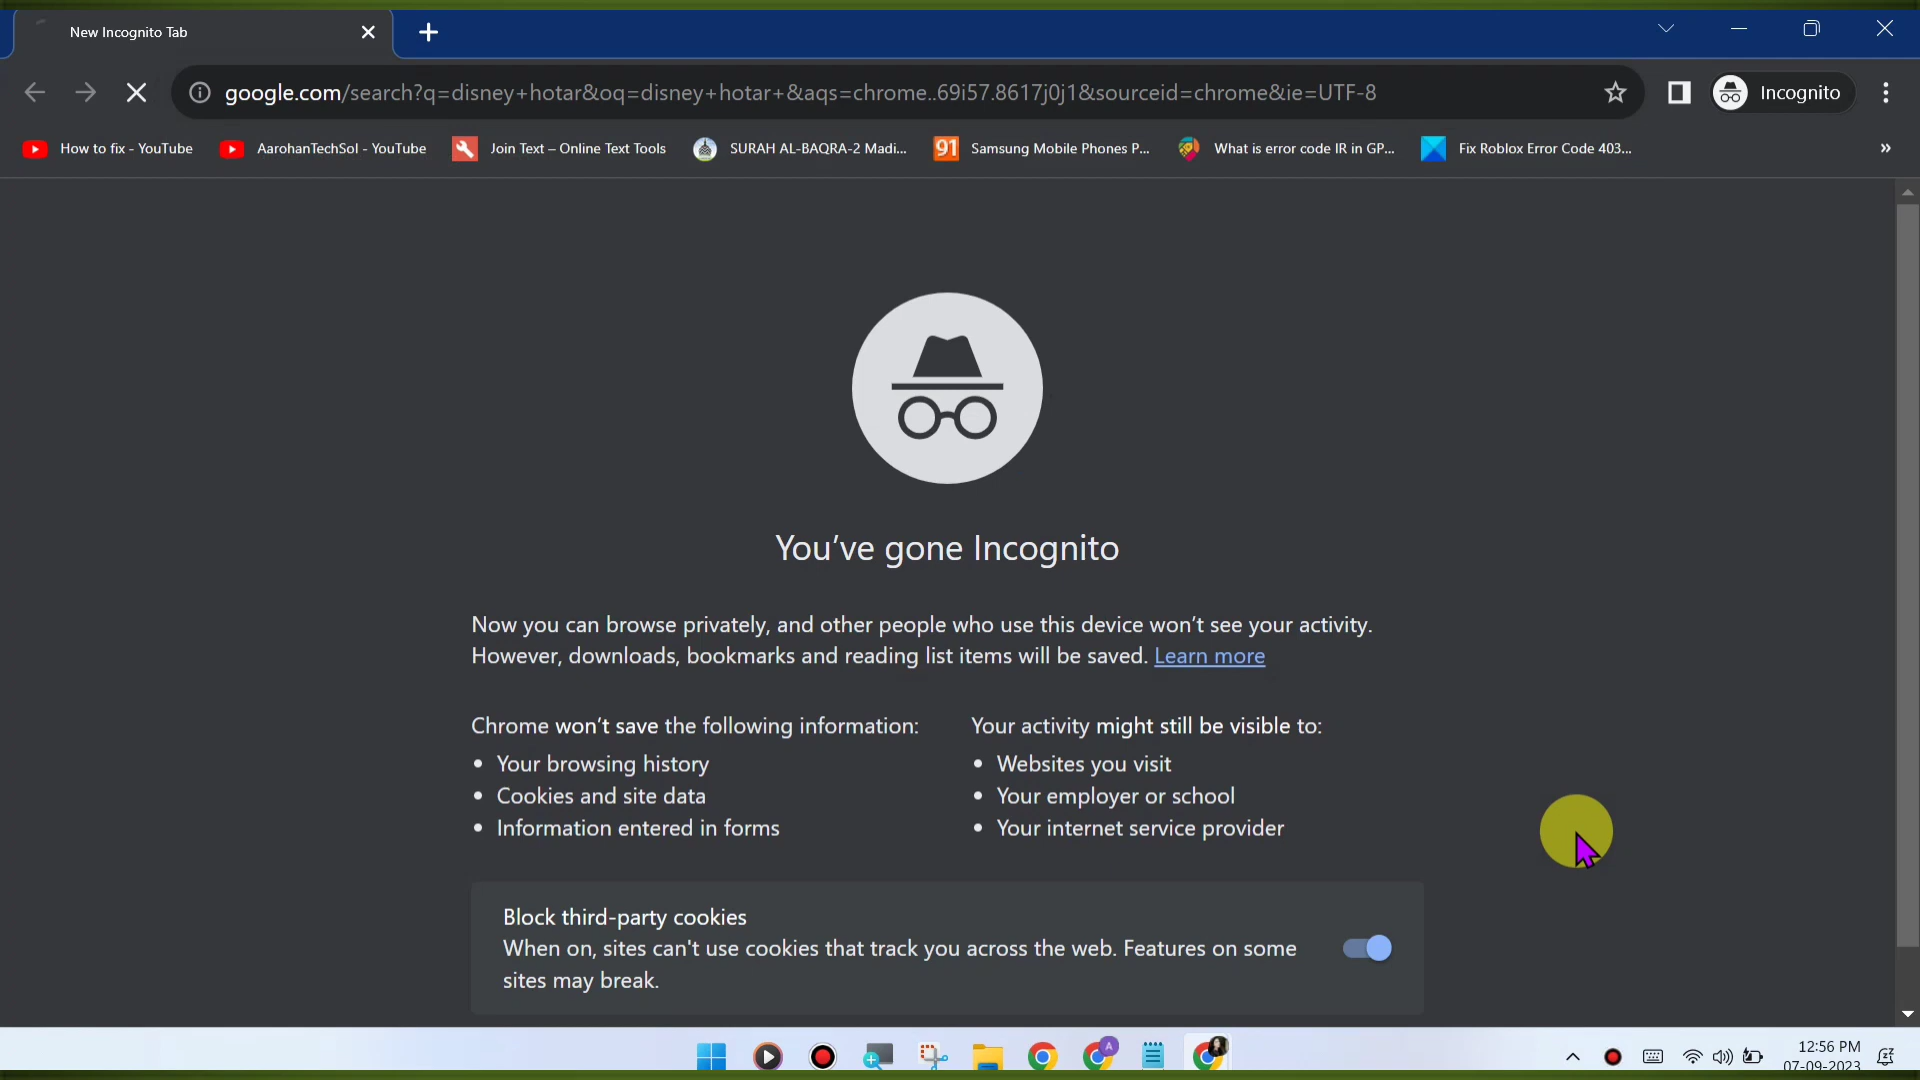 New Incognito Tab
google.com/search?q=disney+hotar&oq=disney+hotar+&aqs=chrome..69i57.8617j0j1&sourceid=chrome&ie=UTF-8
Incognito
How to fix - YouTube
AarohanTechSol - YouTube
Join Text – Online Text Tools
SURAH AL-BAQRA-2 Madi...
91
Samsung Mobile Phones P...
What is error code IR in GP...
Fix Roblox Error Code 403...
»
You've gone Incognito
Now you can browse privately, and other people who use this device won't see your activity.
However, downloads, bookmarks and reading list items will be saved. Learn more
Chrome won't save the following information:
• Your browsing history
• Cookies and site data
• Information entered in forms
Your activity might still be visible to:
• Websites you visit
• Your employer or school
• Your internet service provider
Block third-party cookies
When on, sites can't use cookies that track you across the web. Features on some
sites may break.
A
12:56 PM
07-09-2023